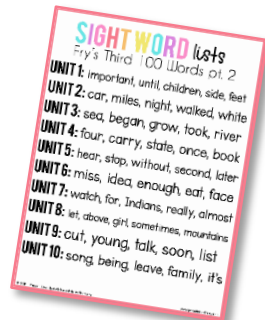 SIGHT WORD lists
Fry's Third 100 Words pt. 2
UNIT 1: important, until, children, side, feet
UNIT 2: car, miles, night, walked, white
UNIT 3: sea, began, grow, took, river
UNIT 4: four, carry, state, once, book
UNIT 5: hear, stop, without, second, later
UNIT 6: miss, idea, enough, eat, face
UNIT 7: watch, for, Indians, really, almost
UNIT 8: let, above, girl, sometimes, mountains
UNIT 9: cut, young, talk, soon, list
UNIT 10: song, being, leave, family, it's